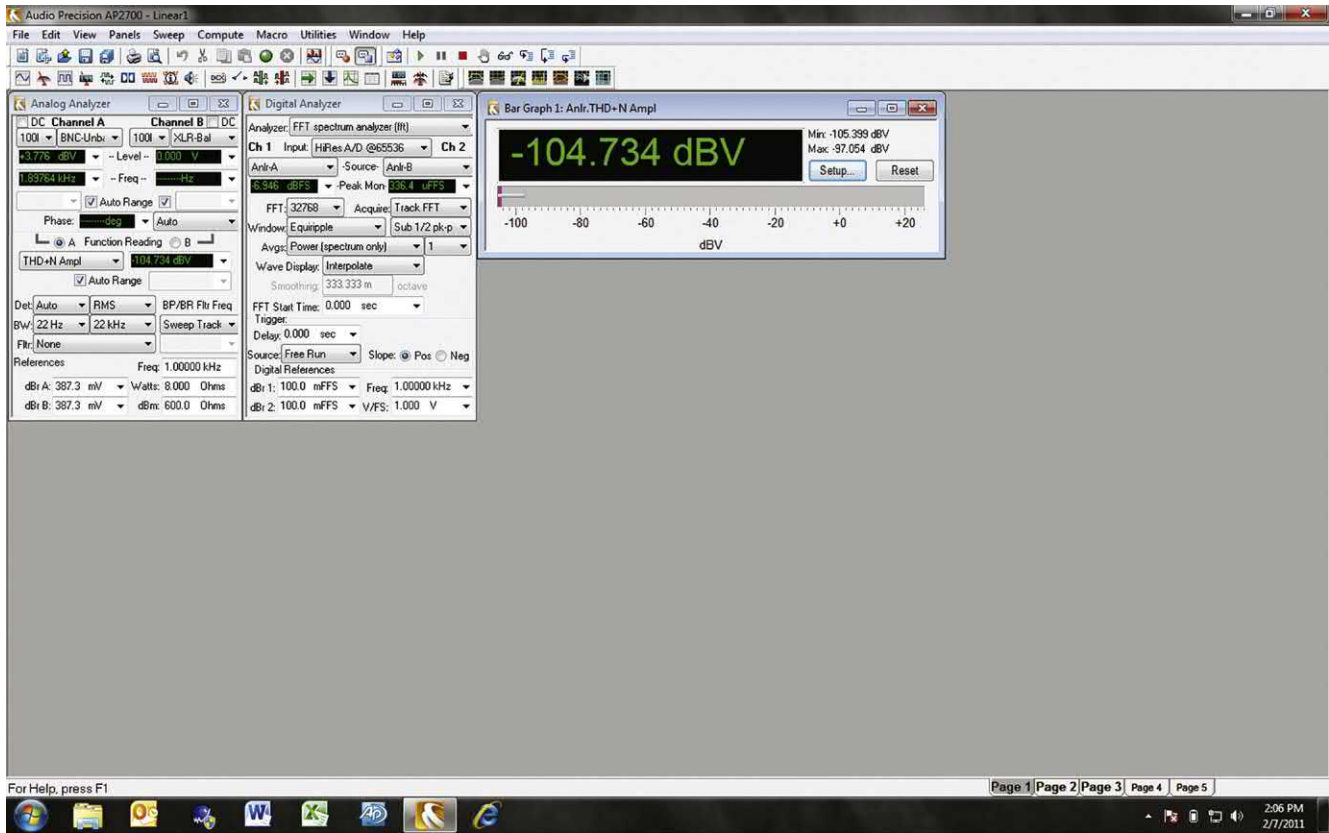 Audio Precision AP2700 - Linear1
File Edit View Panels Sweep Compute Macro Utilities Window Help
Analog Analyzer
DC Channel A Channel B DC
100l BNC-Unba 100l XLR-Bal
+3.776 dBV -- Level -- 0.000 V
1.89764 kHz -- Freq -- --------Hz
Auto Range
Phase: --------deg Auto
A Function Reading B
THD+N Ampl -104.734 dBV
Auto Range
Det: Auto RMS BP/BR Fltr Freq
BW: 22 Hz 22 kHz Sweep Track
Fltr: None
References Freq: 1.00000 kHz
dBr A: 387.3 mV Watts: 8.000 Ohms
dBr B: 387.3 mV dBm: 600.0 Ohms
Digital Analyzer
Analyzer: FFT spectrum analyzer (fft)
Ch 1 Input: HiRes A/D @65536 Ch 2
Anlr-A -Source- Anlr-B
-6.946 dBFS -Peak Mon- 336.4 uFFS
FFT: 32768 Acquire: Track FFT
Window: Equiripple Sub 1/2 pk-p
Avgs: Power (spectrum only) 1
Wave Display: Interpolate
Smoothing: 333.333 m octave
FFT Start Time: 0.000 sec
Trigger:
Delay: 0.000 sec
Source: Free Run Slope: Pos Neg
Digital References
dBr 1: 100.0 mFFS Freq: 1.00000 kHz
dBr 2: 100.0 mFFS V/FS: 1.000 V
Bar Graph 1: Anlr.THD+N Ampl
-104.734 dBV
Min: -105.399 dBV
Max: -97.054 dBV
Setup... Reset
-100 -80 -60 -40 -20 +0 +20
dBV
For Help, press F1
Page 1 Page 2 Page 3 Page 4 Page 5
2:06 PM
2/7/2011